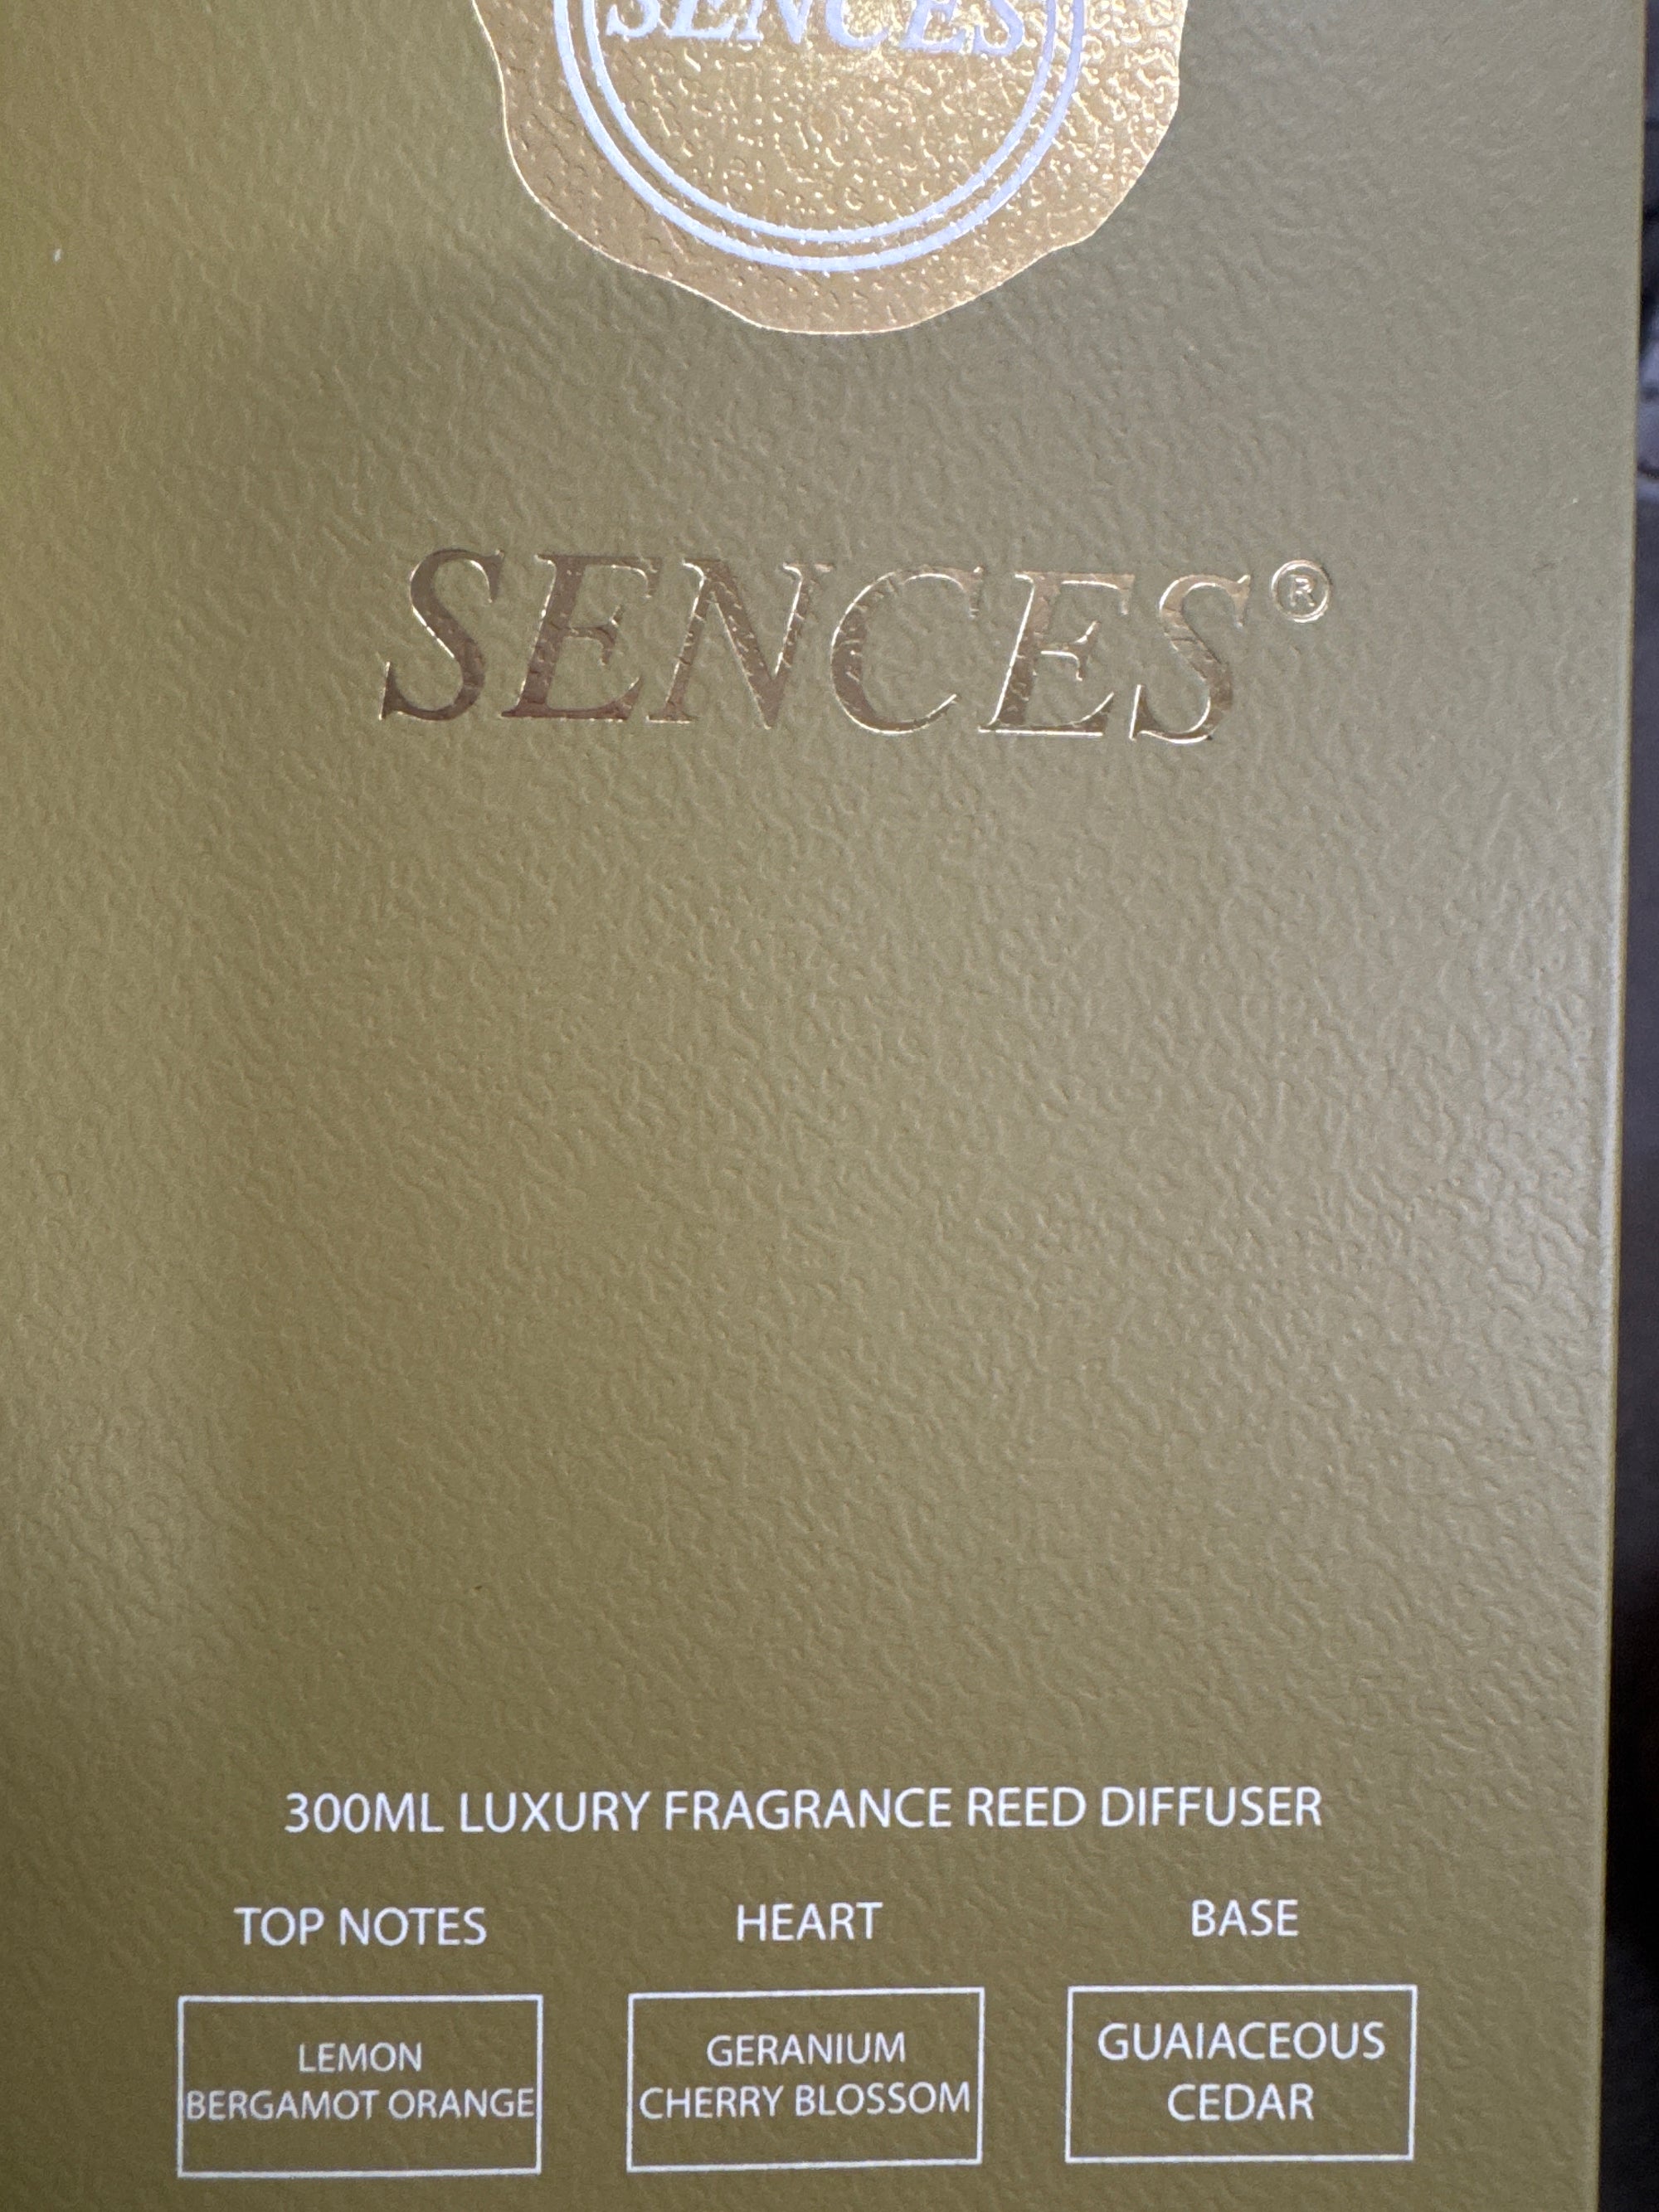 SENCES
SENCES®
300ML LUXURY FRAGRANCE REED DIFFUSER
TOP NOTES
LEMON
BERGAMOT ORANGE
HEART
GERANIUM
CHERRY BLOSSOM
BASE
GUAIACEOUS
CEDAR